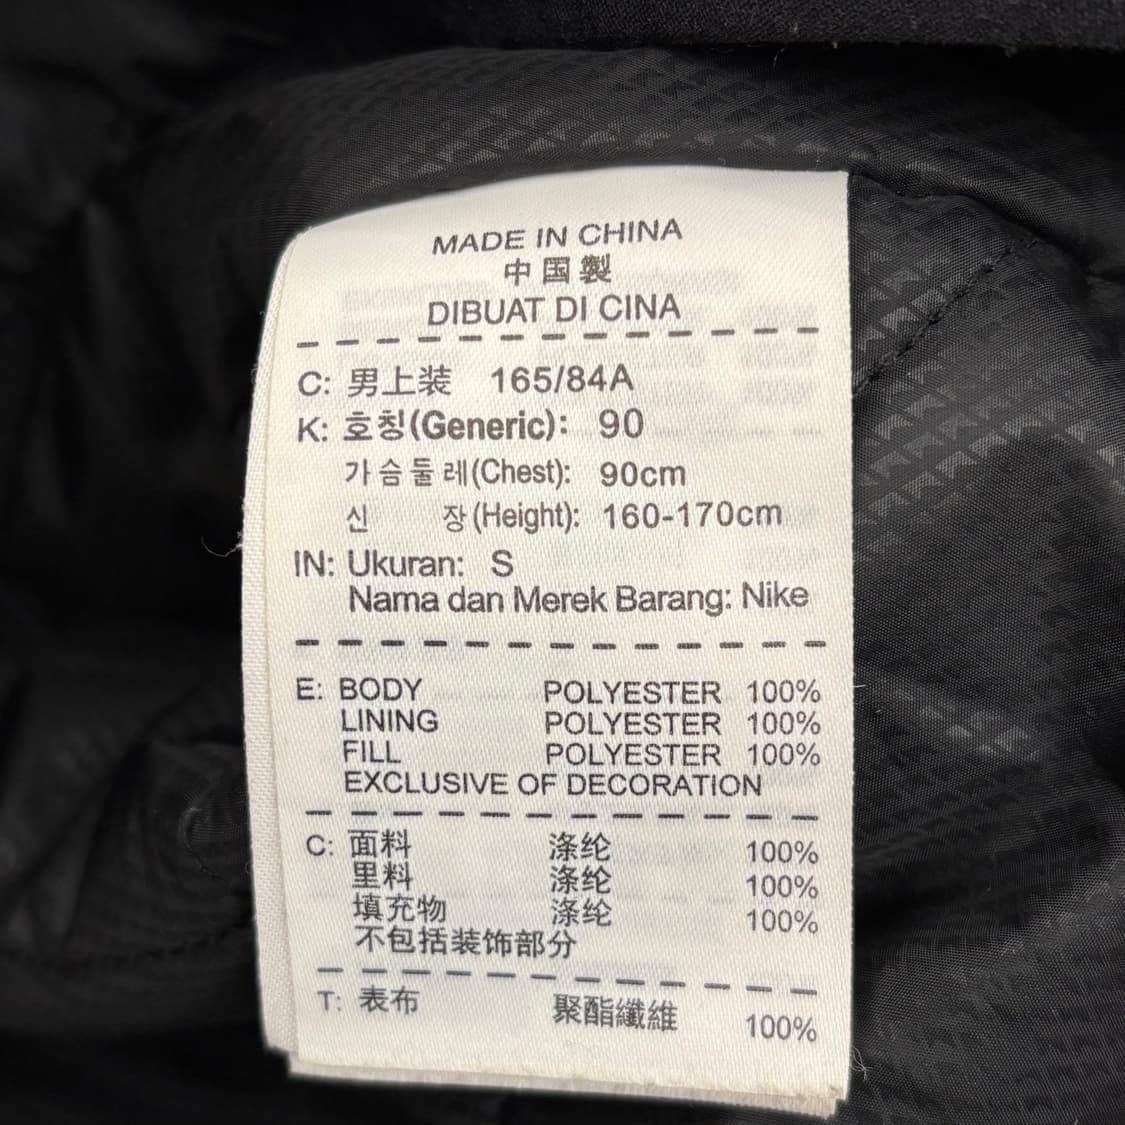 MADE IN CHINA
中国製
DIBUAT DI CINA
C: 男上装 165/84A
K: 호칭(Generic): 90
가슴둘레(Chest): 90cm
신 장(Height): 160-170cm
IN: Ukuran: S
Nama dan Merek Barang: Nike
E: BODY POLYESTER 100%
LINING POLYESTER 100%
FILL POLYESTER 100%
EXCLUSIVE OF DECORATION
C: 面料 涤纶 100%
里料 涤纶 100%
填充物 涤纶 100%
不包括装饰部分
T: 表布 聚酯纖維 100%